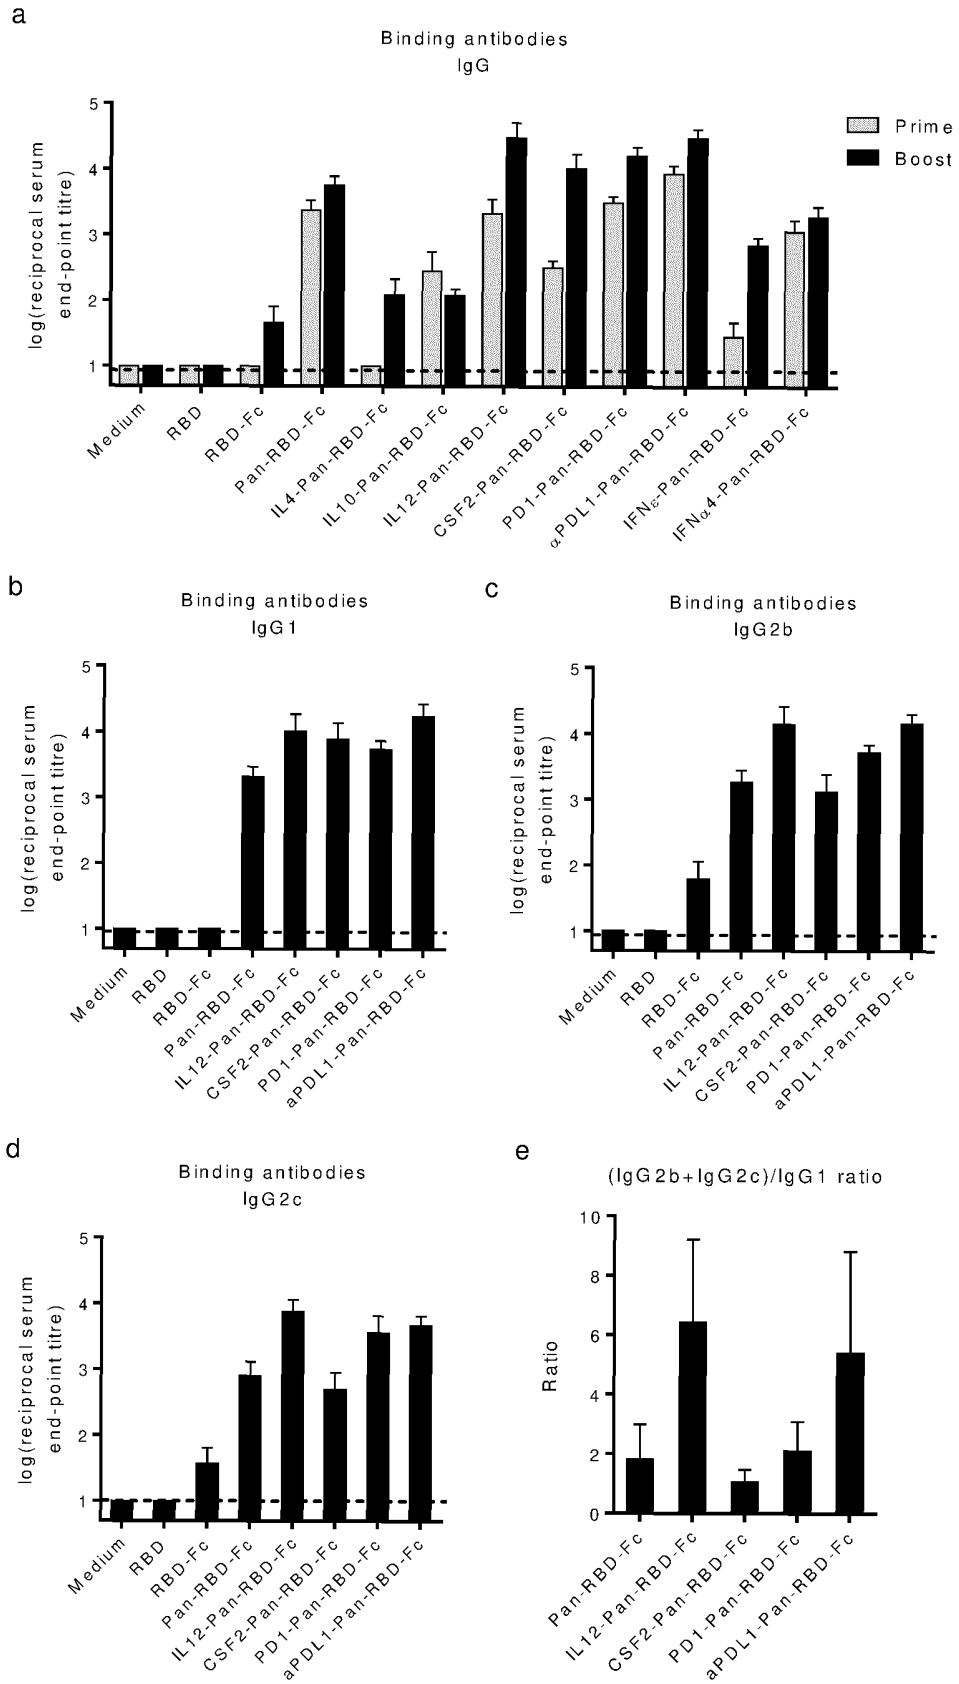 a
Binding antibodies
IgG
log(reciprocal serum
end-point titre)
5
4
3
2
1
Prime
Boost
Medium
RBD
RBD-Fc
Pan-RBD-Fc
IL4-Pan-RBD-Fc
IL10-Pan-RBD-Fc
IL12-Pan-RBD-Fc
CSF2-Pan-RBD-Fc
PD1-Pan-RBD-Fc
αPDL1-Pan-RBD-Fc
IFNε-Pan-RBD-Fc
IFNα4-Pan-RBD-Fc
b
Binding antibodies
IgG1
log(reciprocal serum
end-point titre)
5
4
3
2
1
Medium
RBD
RBD-Fc
Pan-RBD-Fc
IL12-Pan-RBD-Fc
CSF2-Pan-RBD-Fc
PD1-Pan-RBD-Fc
aPDL1-Pan-RBD-Fc
c
Binding antibodies
IgG2b
log(reciprocal serum
end-point titre)
5
4
3
2
1
Medium
RBD
RBD-Fc
Pan-RBD-Fc
IL12-Pan-RBD-Fc
CSF2-Pan-RBD-Fc
PD1-Pan-RBD-Fc
aPDL1-Pan-RBD-Fc
d
Binding antibodies
IgG2c
log(reciprocal serum
end-point titre)
5
4
3
2
1
Medium
RBD
RBD-Fc
Pan-RBD-Fc
IL12-Pan-RBD-Fc
CSF2-Pan-RBD-Fc
PD1-Pan-RBD-Fc
aPDL1-Pan-RBD-Fc
e
(IgG2b+IgG2c)/IgG1 ratio
Ratio
10
8
6
4
2
0
Pan-RBD-Fc
IL12-Pan-RBD-Fc
CSF2-Pan-RBD-Fc
PD1-Pan-RBD-Fc
aPDL1-Pan-RBD-Fc